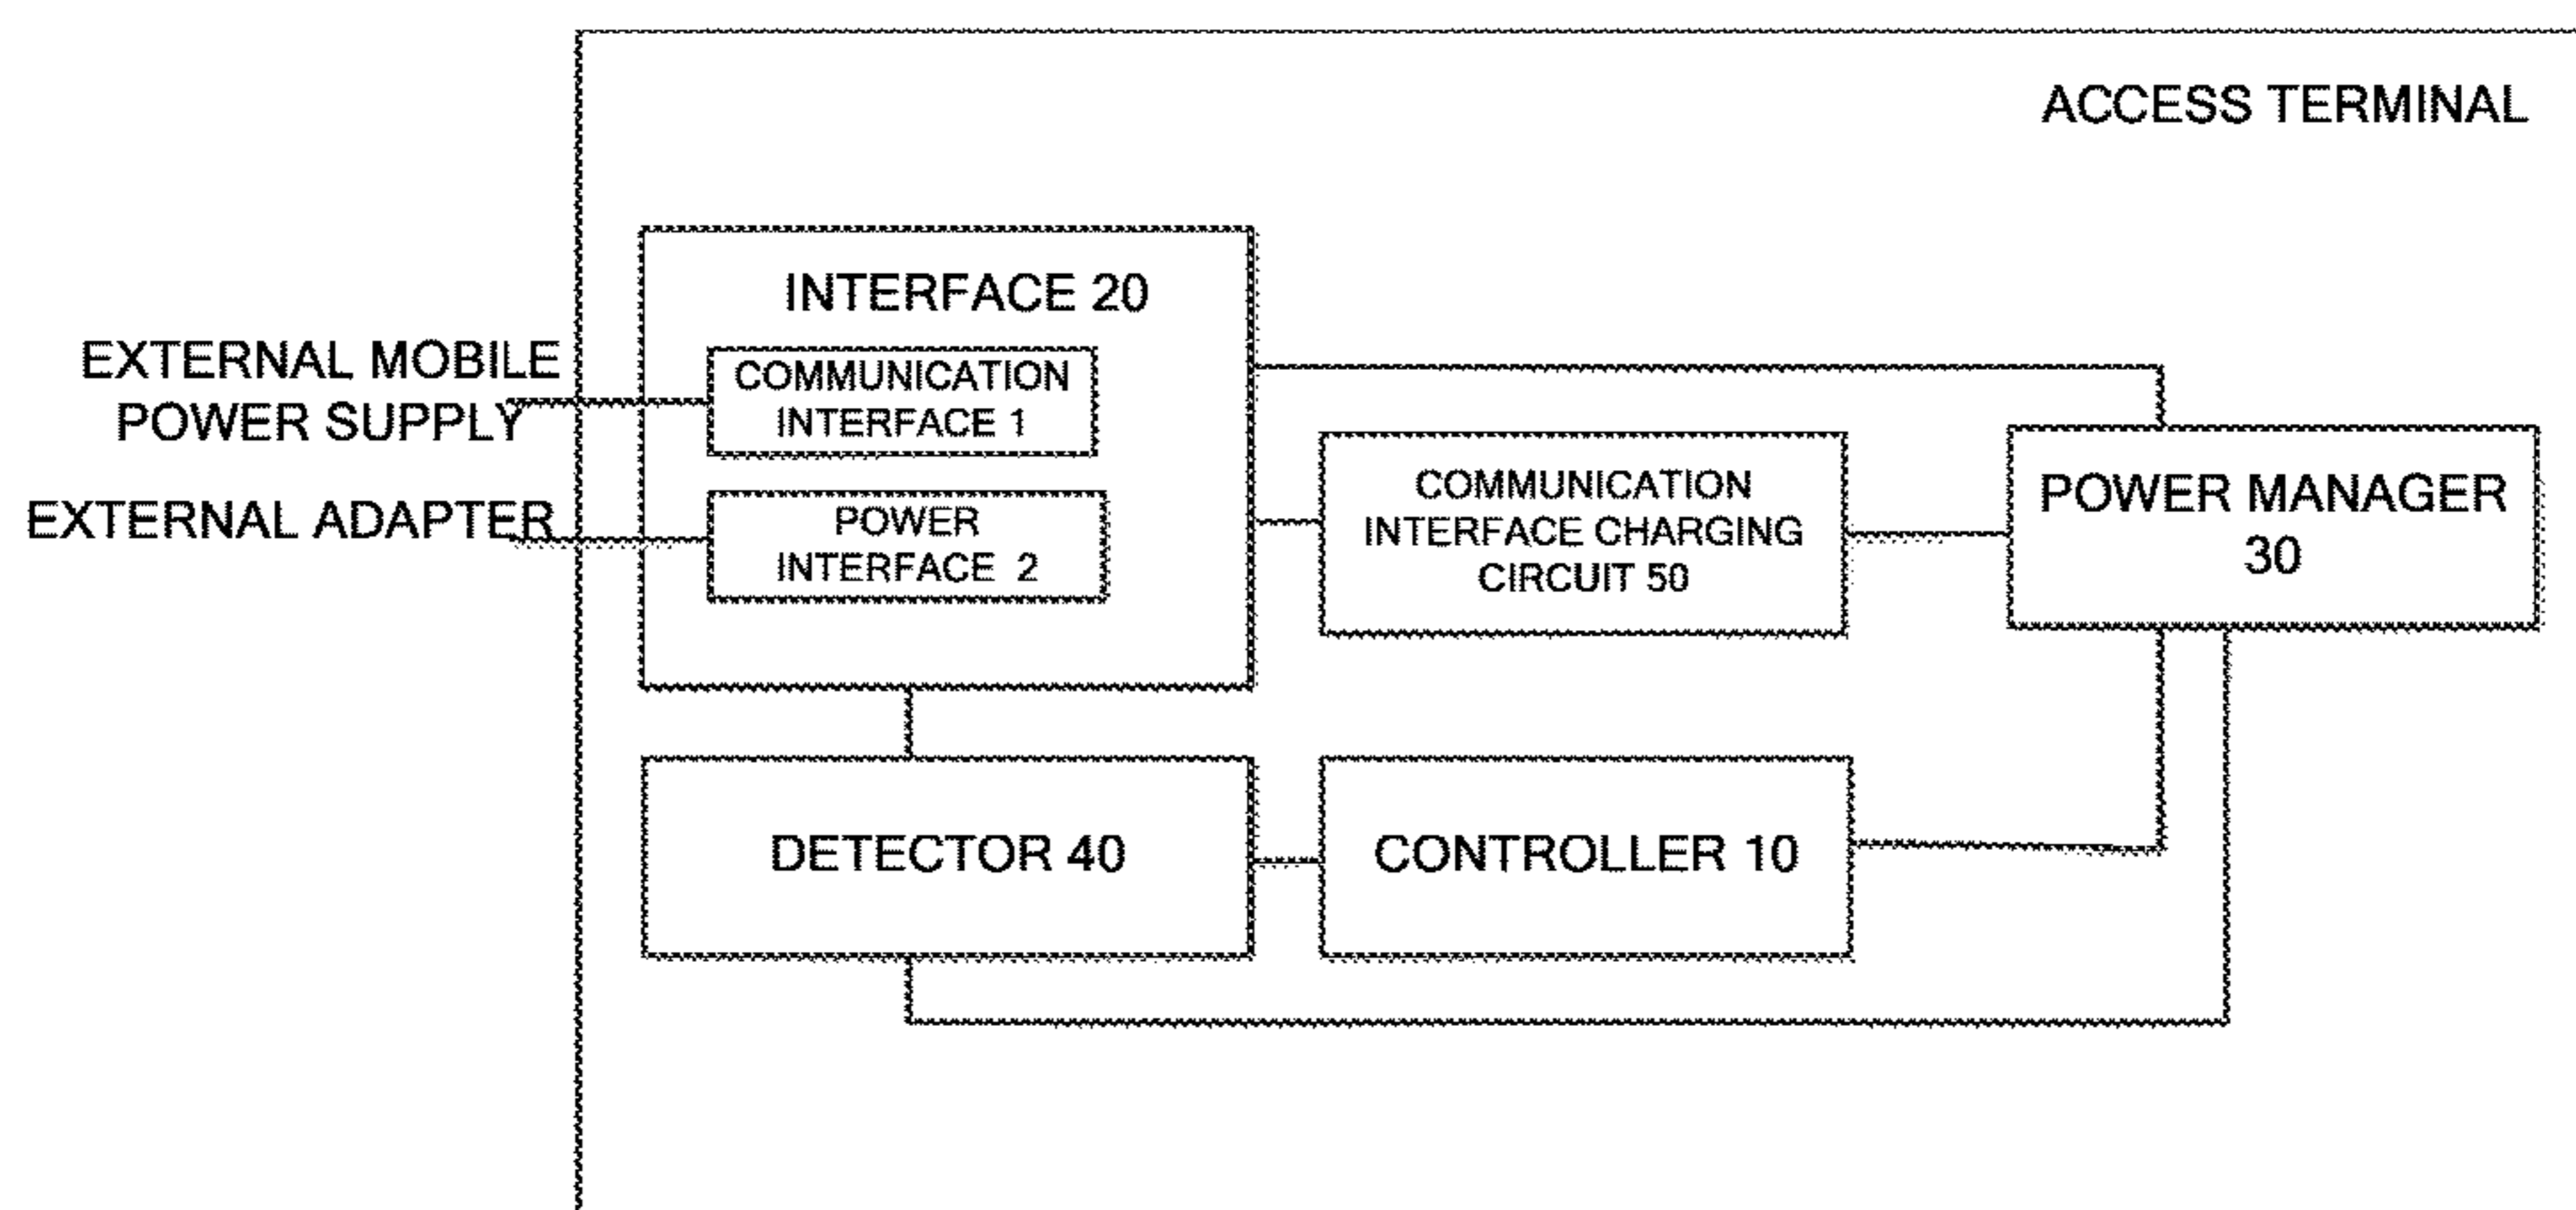 ACCESS TERMINAL
INTERFACE 20
EXTERNAL MOBILE
POWER SUPPLY
COMMUNICATION
INTERFACE 1
EXTERNAL ADAPTER
POWER
INTERFACE 2
COMMUNICATION
INTERFACE CHARGING
CIRCUIT 50
POWER MANAGER
30
DETECTOR 40
CONTROLLER 10